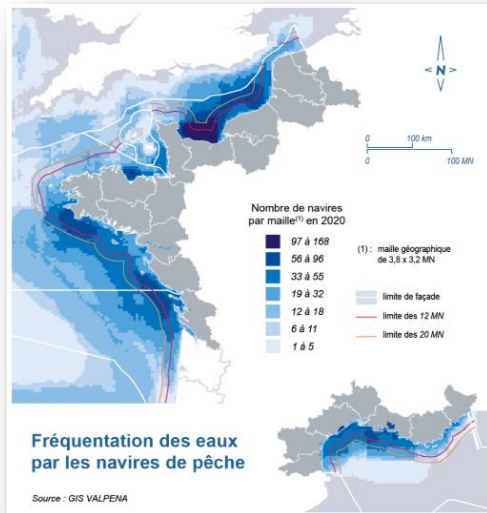 N
0 100 km
0 100 MN
Nombre de navires
par maille(1) en 2020
97 à 168
56 à 96
33 à 55
19 à 32
12 à 18
6 à 11
1 à 5
(1) : maille géographique
de 3,8 x 3,2 MN
limite de façade
limite des 12 MN
limite des 20 MN
Fréquentation des eaux
par les navires de pêche
Source : GIS VALPENA